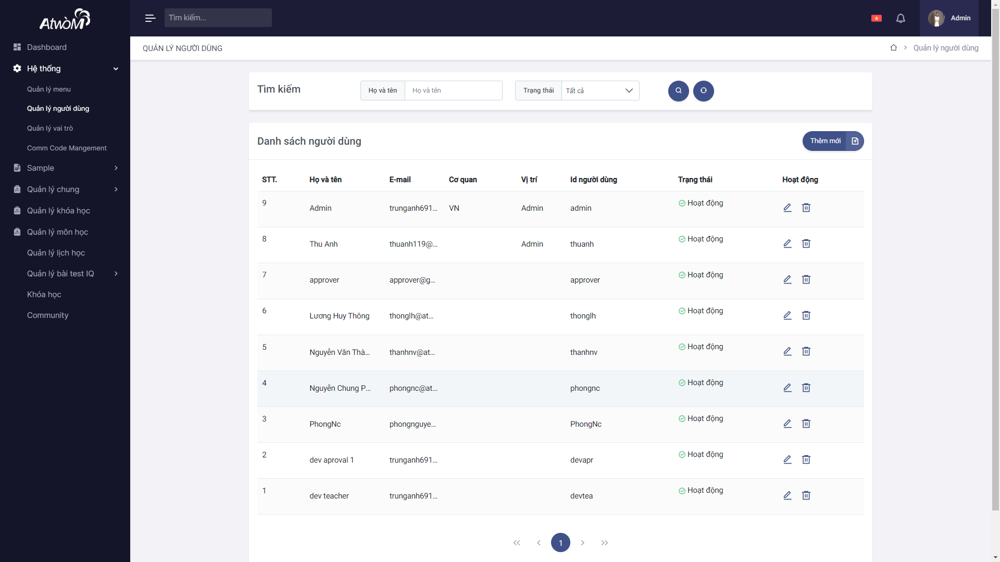 AtwòM
Tìm kiếm...
Admin
Dashboard
Hệ thống
Quản lý menu
Quản lý người dùng
Quản lý vai trò
Comm Code Mangement
Sample
Quản lý chung
Quản lý khóa học
Quản lý môn học
Quản lý lịch học
Quản lý bài test IQ
Khóa học
Community
QUẢN LÝ NGƯỜI DÙNG
Quản lý người dùng
Tìm kiếm
Họ và tên
Họ và tên
Trạng thái
Tất cả
Danh sách người dùng
Thêm mới
STT. Họ và tên E-mail Cơ quan Vị trí Id người dùng Trạng thái Hoạt động
9 Admin trunganh691... VN Admin admin Hoạt động
8 Thu Anh thuanh119@... Admin thuanh Hoạt động
7 approver approver@g... approver Hoạt động
6 Lương Huy Thông thonglh@at... thonglh Hoạt động
5 Nguyễn Văn Thà... thanhnv@at... thanhnv Hoạt động
4 Nguyễn Chung P... phongnc@at... phongnc Hoạt động
3 PhongNc phongnguye... PhongNc Hoạt động
2 dev aproval 1 trunganh691... devapr Hoạt động
1 dev teacher trunganh691... devtea Hoạt động
1